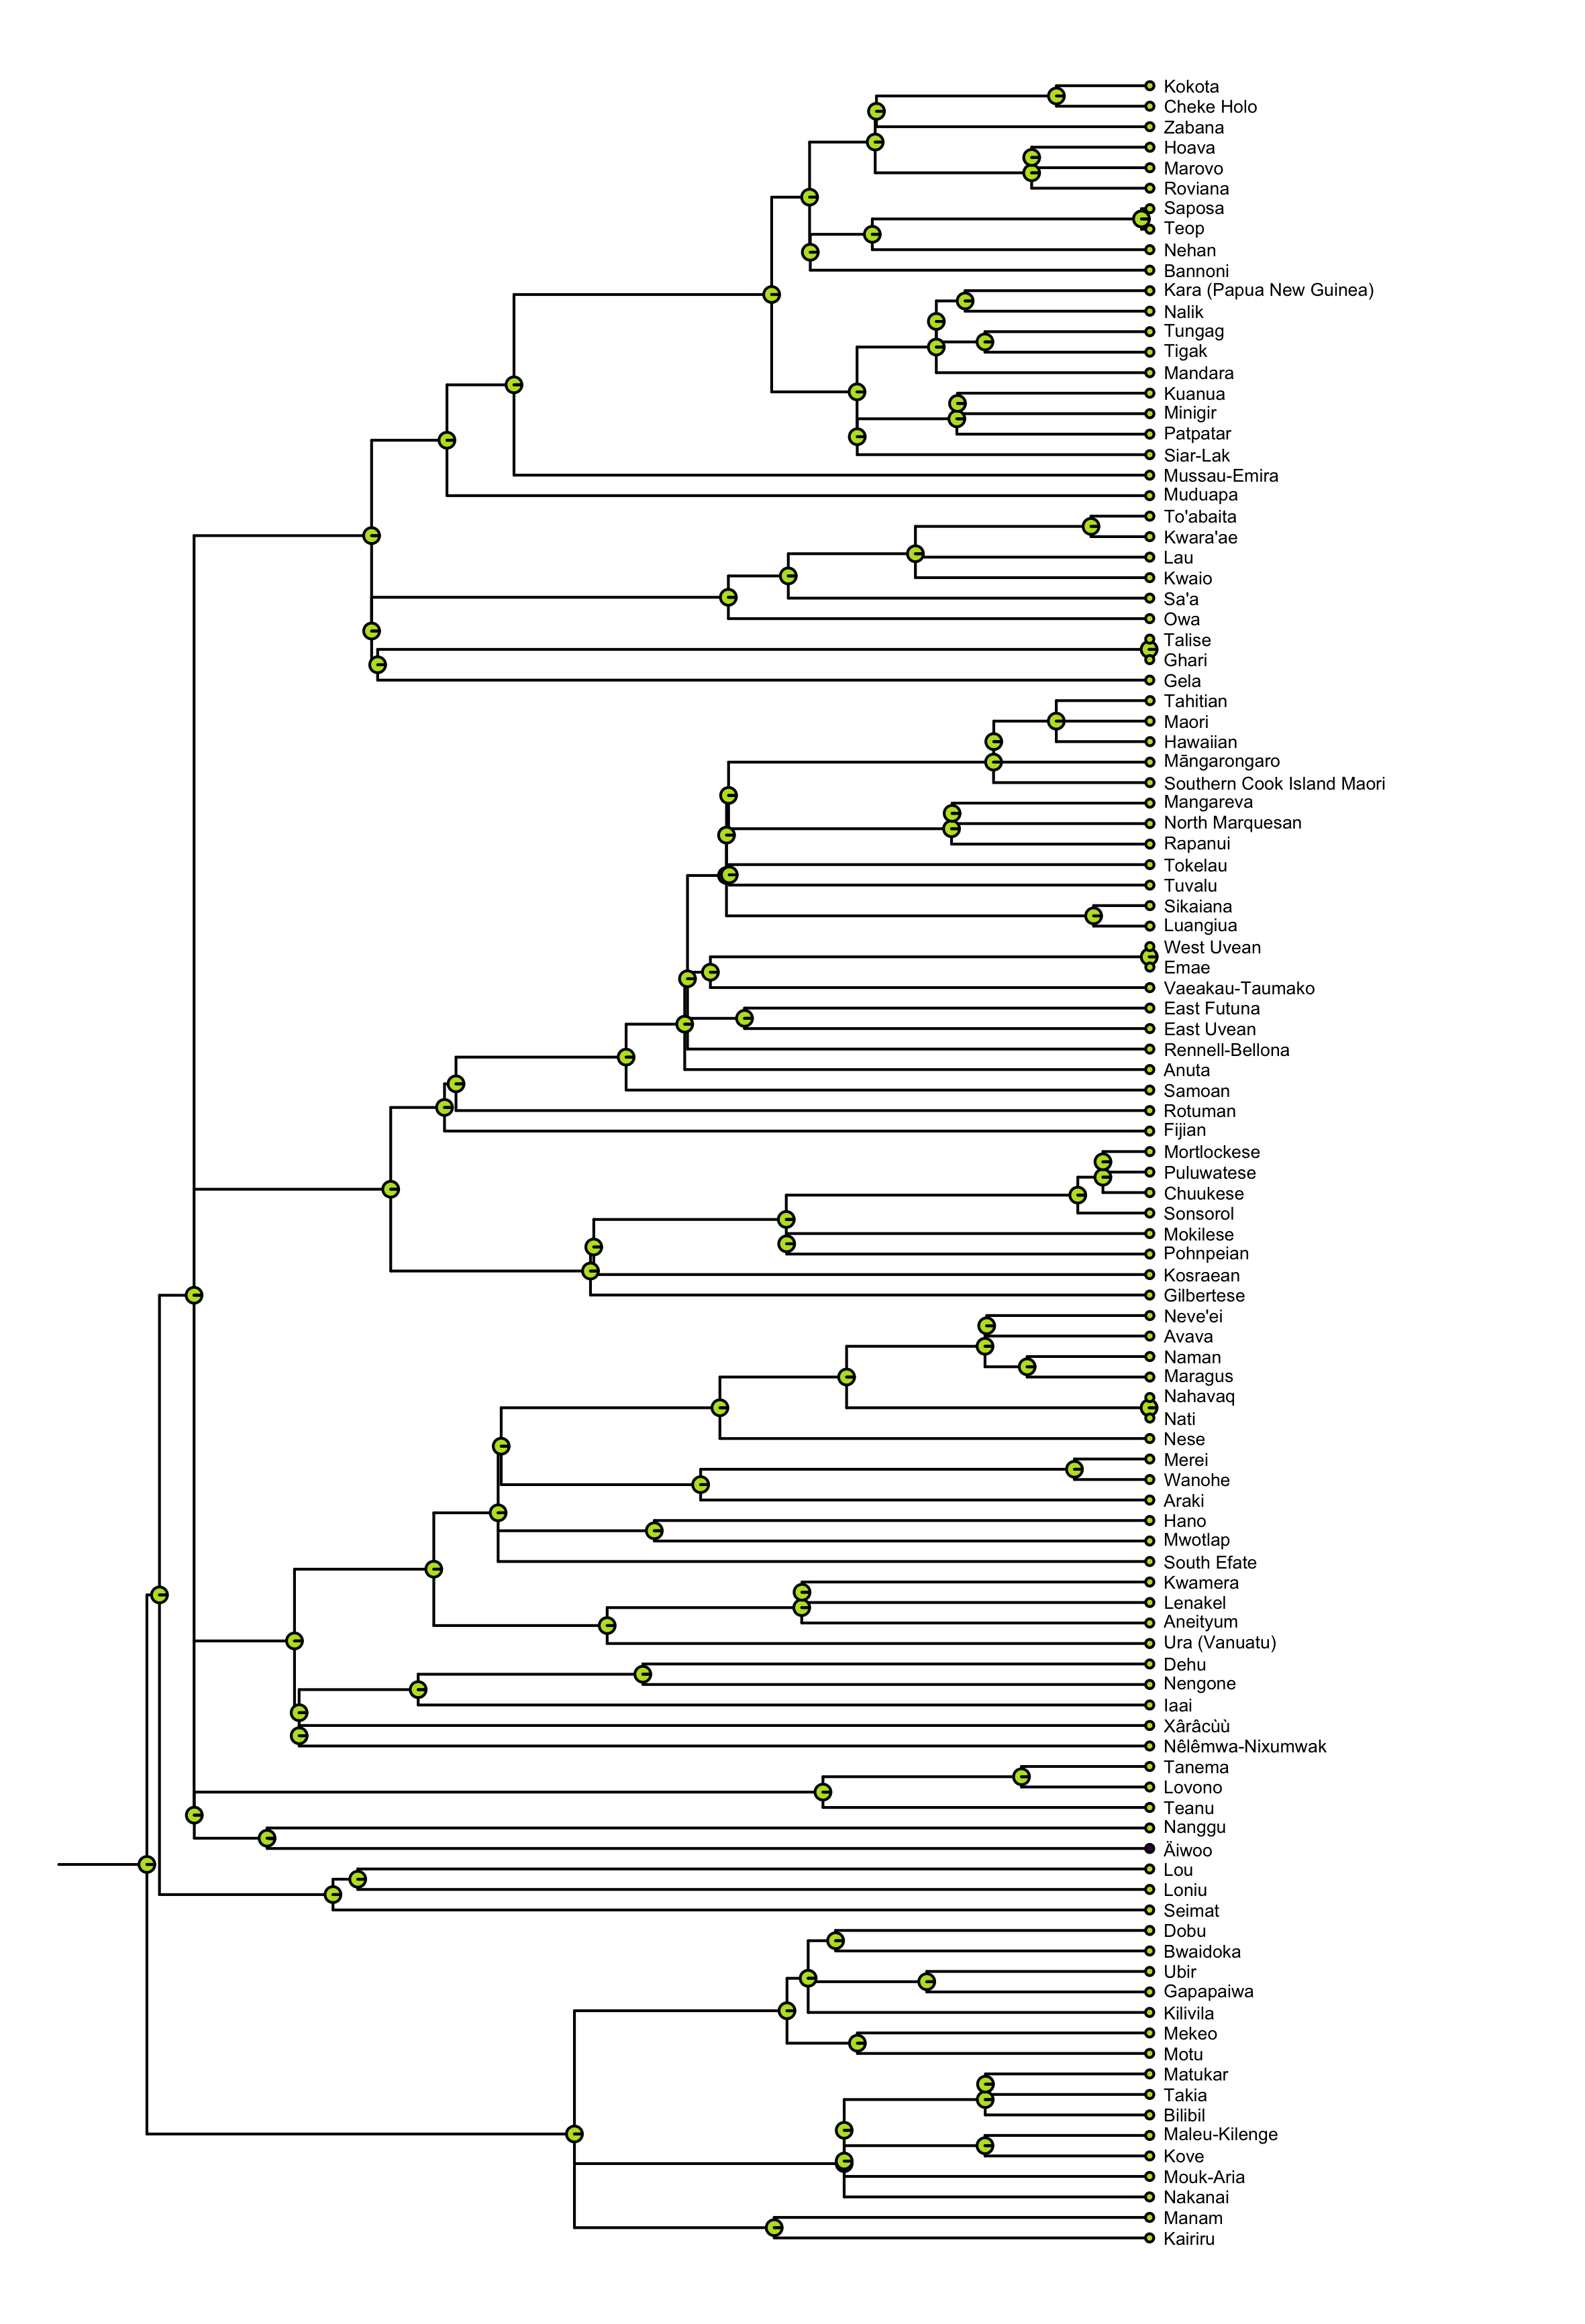 Kokota
Cheke Holo
Zabana
Hoava
Marovo
Roviana
Saposa
Teop
Nehan
Bannoni
Kara (Papua New Guinea)
Nalik
Tungag
Tigak
Mandara
Kuanua
Minigir
Patpatar
Siar-Lak
Mussau-Emira
Muduapa
To'abaita
Kwara'ae
Lau
Kwaio
Sa'a
Owa
Talise
Ghari
Gela
Tahitian
Maori
Hawaiian
Māngarongaro
Southern Cook Island Maori
Mangareva
North Marquesan
Rapanui
Tokelau
Tuvalu
Sikaiana
Luangiua
West Uvean
Emae
Vaeakau-Taumako
East Futuna
East Uvean
Rennell-Bellona
Anuta
Samoan
Rotuman
Fijian
Mortlockese
Puluwatese
Chuukese
Sonsorol
Mokilese
Pohnpeian
Kosraean
Gilbertese
Neve'ei
Avava
Naman
Maragus
Nahavaq
Nati
Nese
Merei
Wanohe
Araki
Hano
Mwotlap
South Efate
Kwamera
Lenakel
Aneityum
Ura (Vanuatu)
Dehu
Nengone
Iaai
Xârâcùù
Nêlêmwa-Nixumwak
Tanema
Lovono
Teanu
Nanggu
Äiwoo
Lou
Loniu
Seimat
Dobu
Bwaidoka
Ubir
Gapapaiwa
Kilivila
Mekeo
Motu
Matukar
Takia
Bilibil
Maleu-Kilenge
Kove
Mouk-Aria
Nakanai
Manam
Kairiru